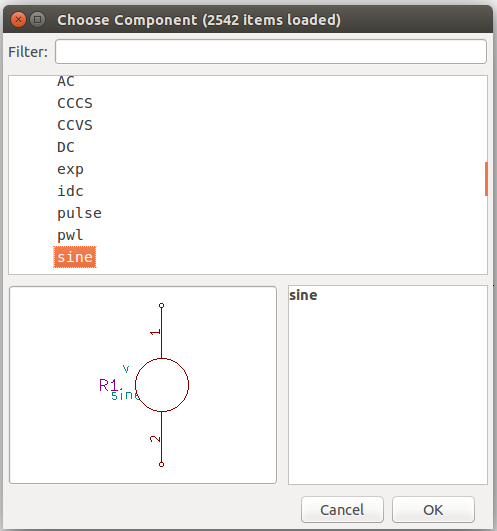 Choose Component (2542 items loaded)
Filter:
AC
CCCS
CCVS
DC
exp
idc
pulse
pwl
sine
sine
1
v
R1.
sine
2
Cancel
OK